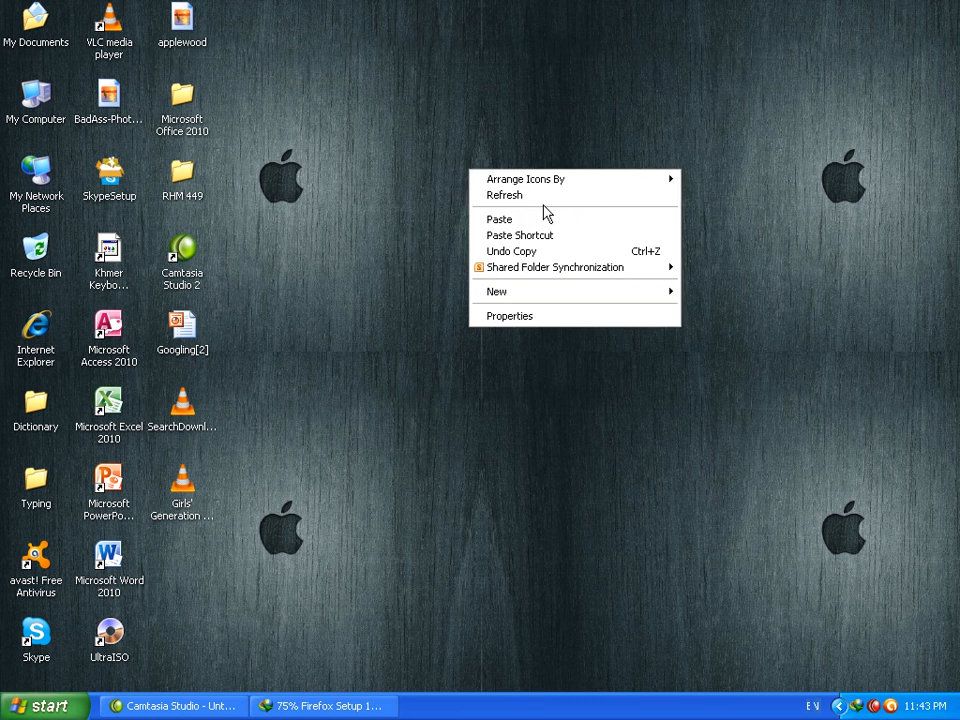 My Documents
VLC media
player
applewood
My Computer
BadAss-Phot...
Microsoft
Office 2010
My Network
Places
SkypeSetup
RHM 449
Recycle Bin
Khmer
Keybo...
Camtasia
Studio 2
Internet
Explorer
Microsoft
Access 2010
Googling[2]
Dictionary
Microsoft Excel
2010
SearchDownl...
Typing
Microsoft
PowerPo...
Girls'
Generation ...
avast! Free
Antivirus
Microsoft Word
2010
Skype
UltraISO
Arrange Icons By
Refresh
Paste
Paste Shortcut
Undo Copy Ctrl+Z
Shared Folder Synchronization
New
Properties
start
Camtasia Studio - Unt...
75% Firefox Setup 1...
EN
11:43 PM